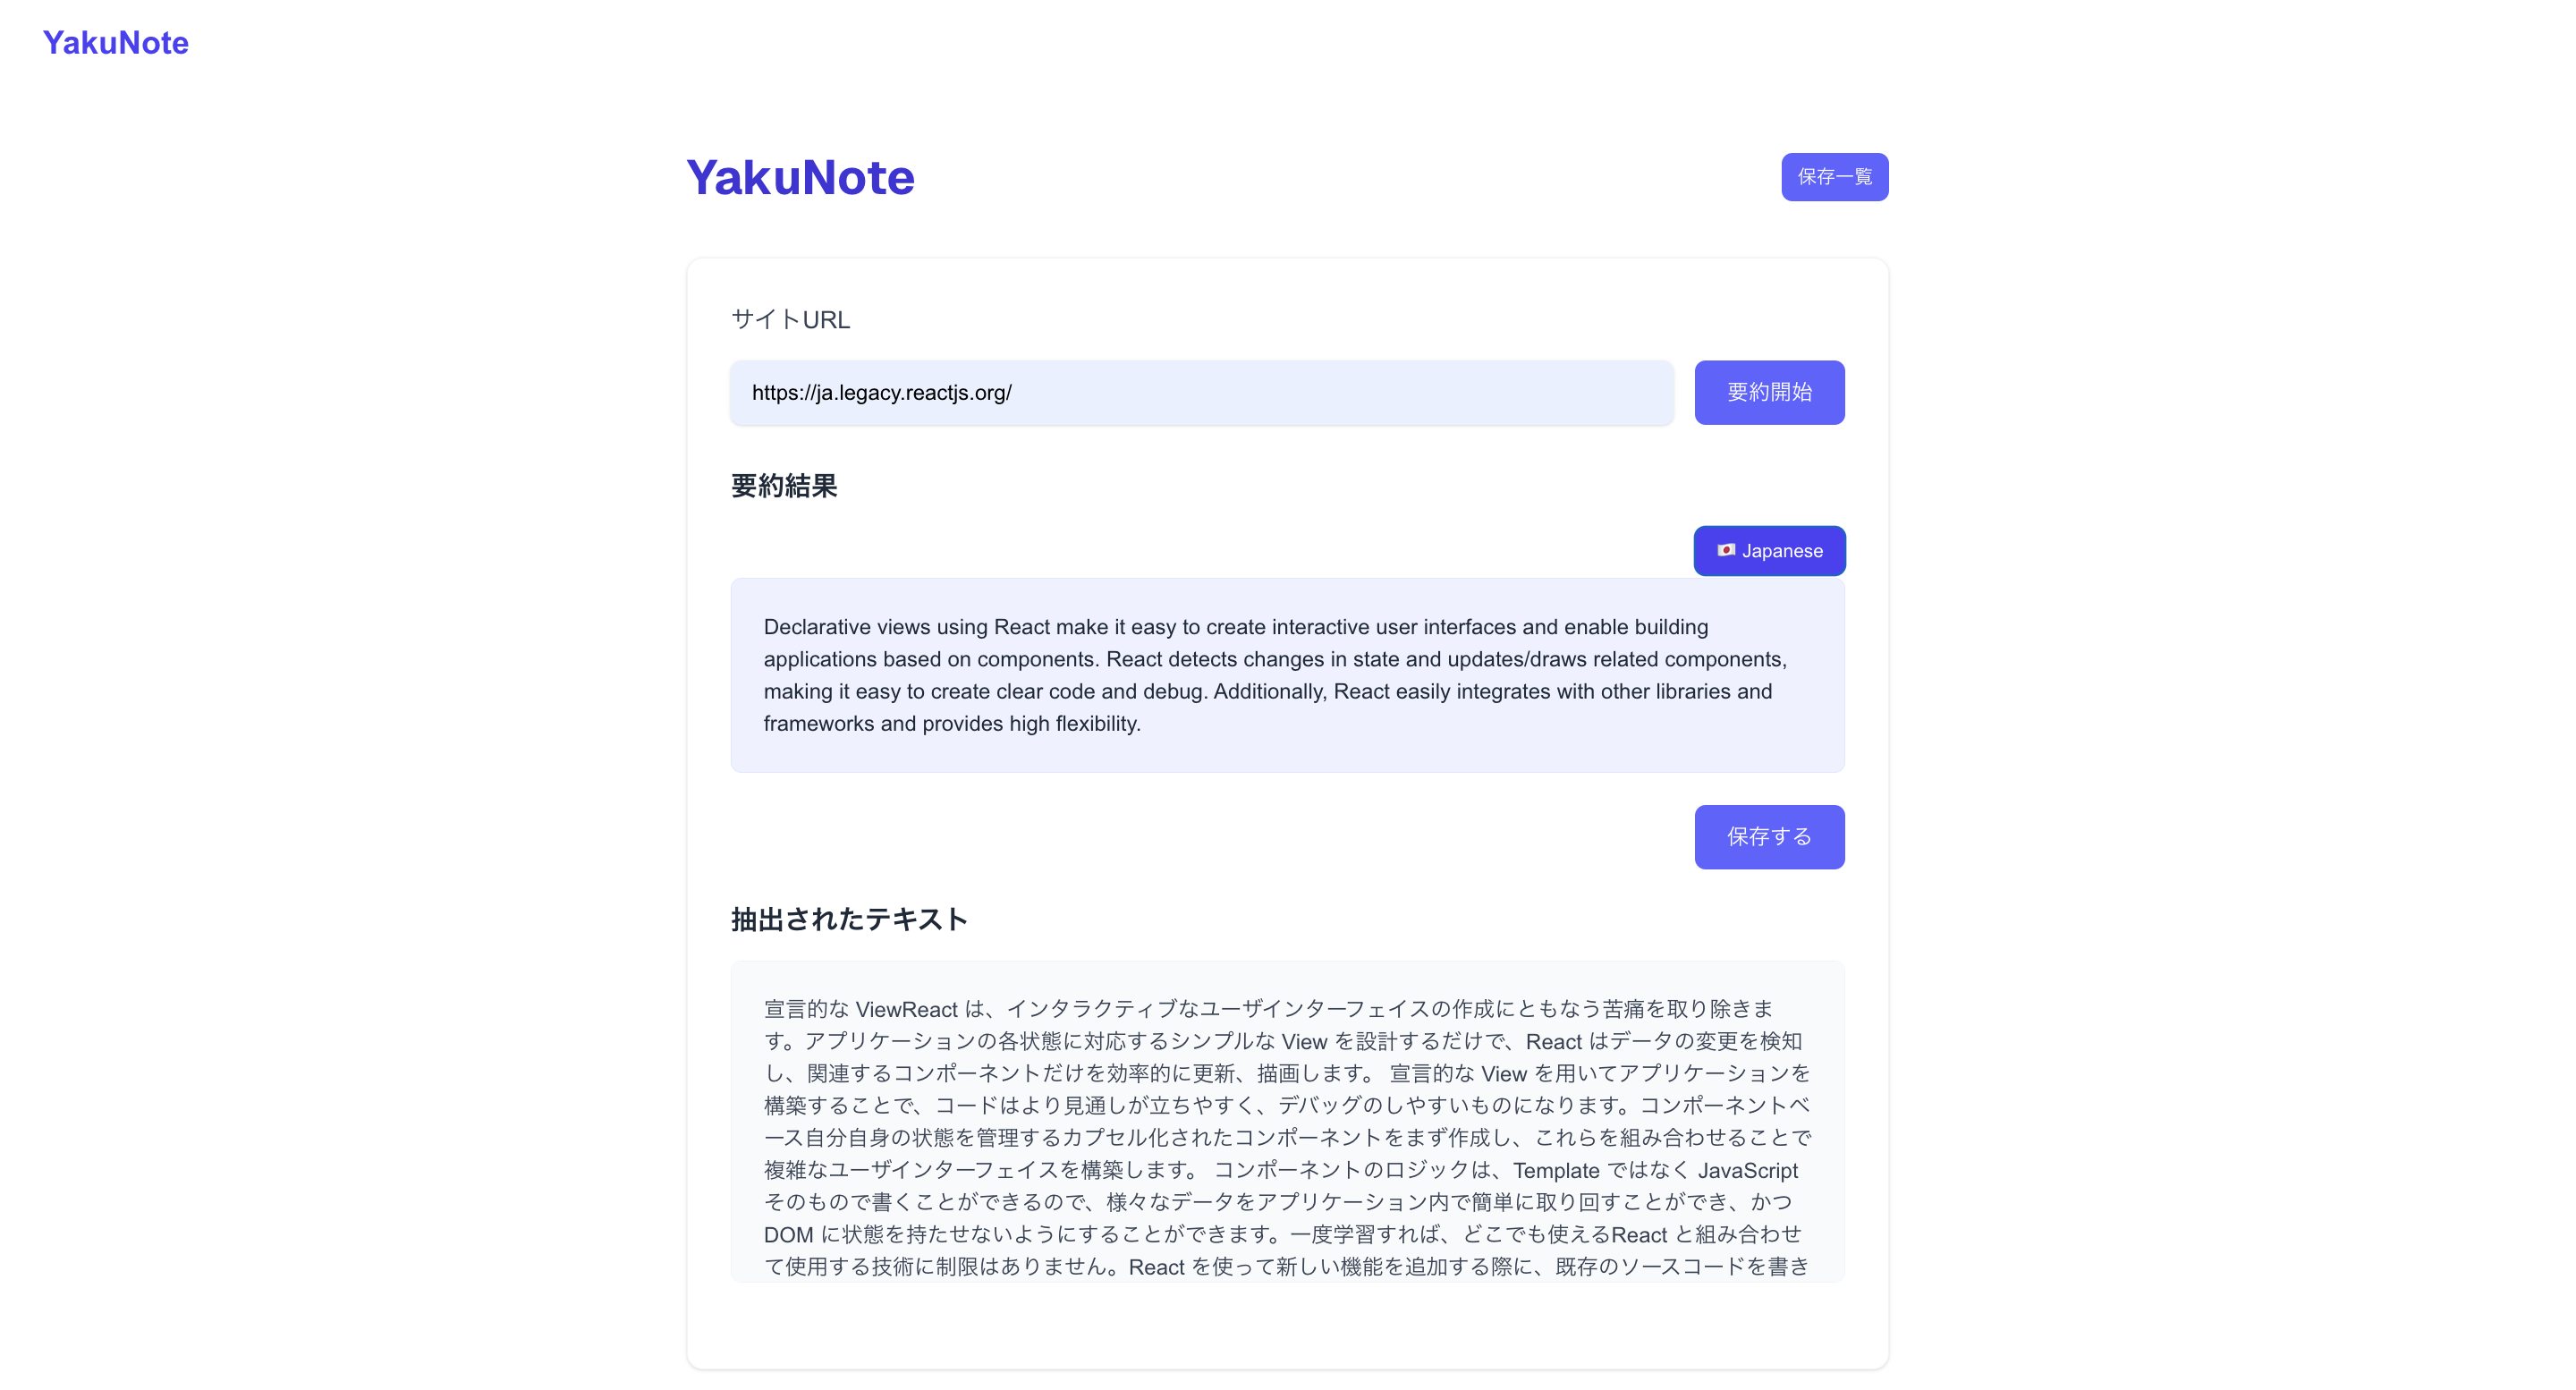 YakuNote
YakuNote
保存一覧
サイトURL
https://ja.legacy.reactjs.org/
要約開始
要約結果
🇯🇵 Japanese
Declarative views using React make it easy to create interactive user interfaces and enable building
applications based on components. React detects changes in state and updates/draws related components,
making it easy to create clear code and debug. Additionally, React easily integrates with other libraries and
frameworks and provides high flexibility.
保存する
抽出されたテキスト
宣言的な ViewReact は、インタラクティブなユーザインターフェイスの作成にともなう苦痛を取り除きま
す。アプリケーションの各状態に対応するシンプルな View を設計するだけで、React はデータの変更を検知
し、関連するコンポーネントだけを効率的に更新、描画します。 宣言的な View を用いてアプリケーションを
構築することで、コードはより見通しが立ちやすく、デバッグのしやすいものになります。コンポーネントベ
ース自分自身の状態を管理するカプセル化されたコンポーネントをまず作成し、これらを組み合わせることで
複雑なユーザインターフェイスを構築します。 コンポーネントのロジックは、Template ではなく JavaScript
そのもので書くことができるので、様々なデータをアプリケーション内で簡単に取り回すことができ、かつ
DOM に状態を持たせないようにすることができます。一度学習すれば、どこでも使えるReact と組み合わせ
て使用する技術に制限はありません。React を使って新しい機能を追加する際に、既存のソースコードを書き